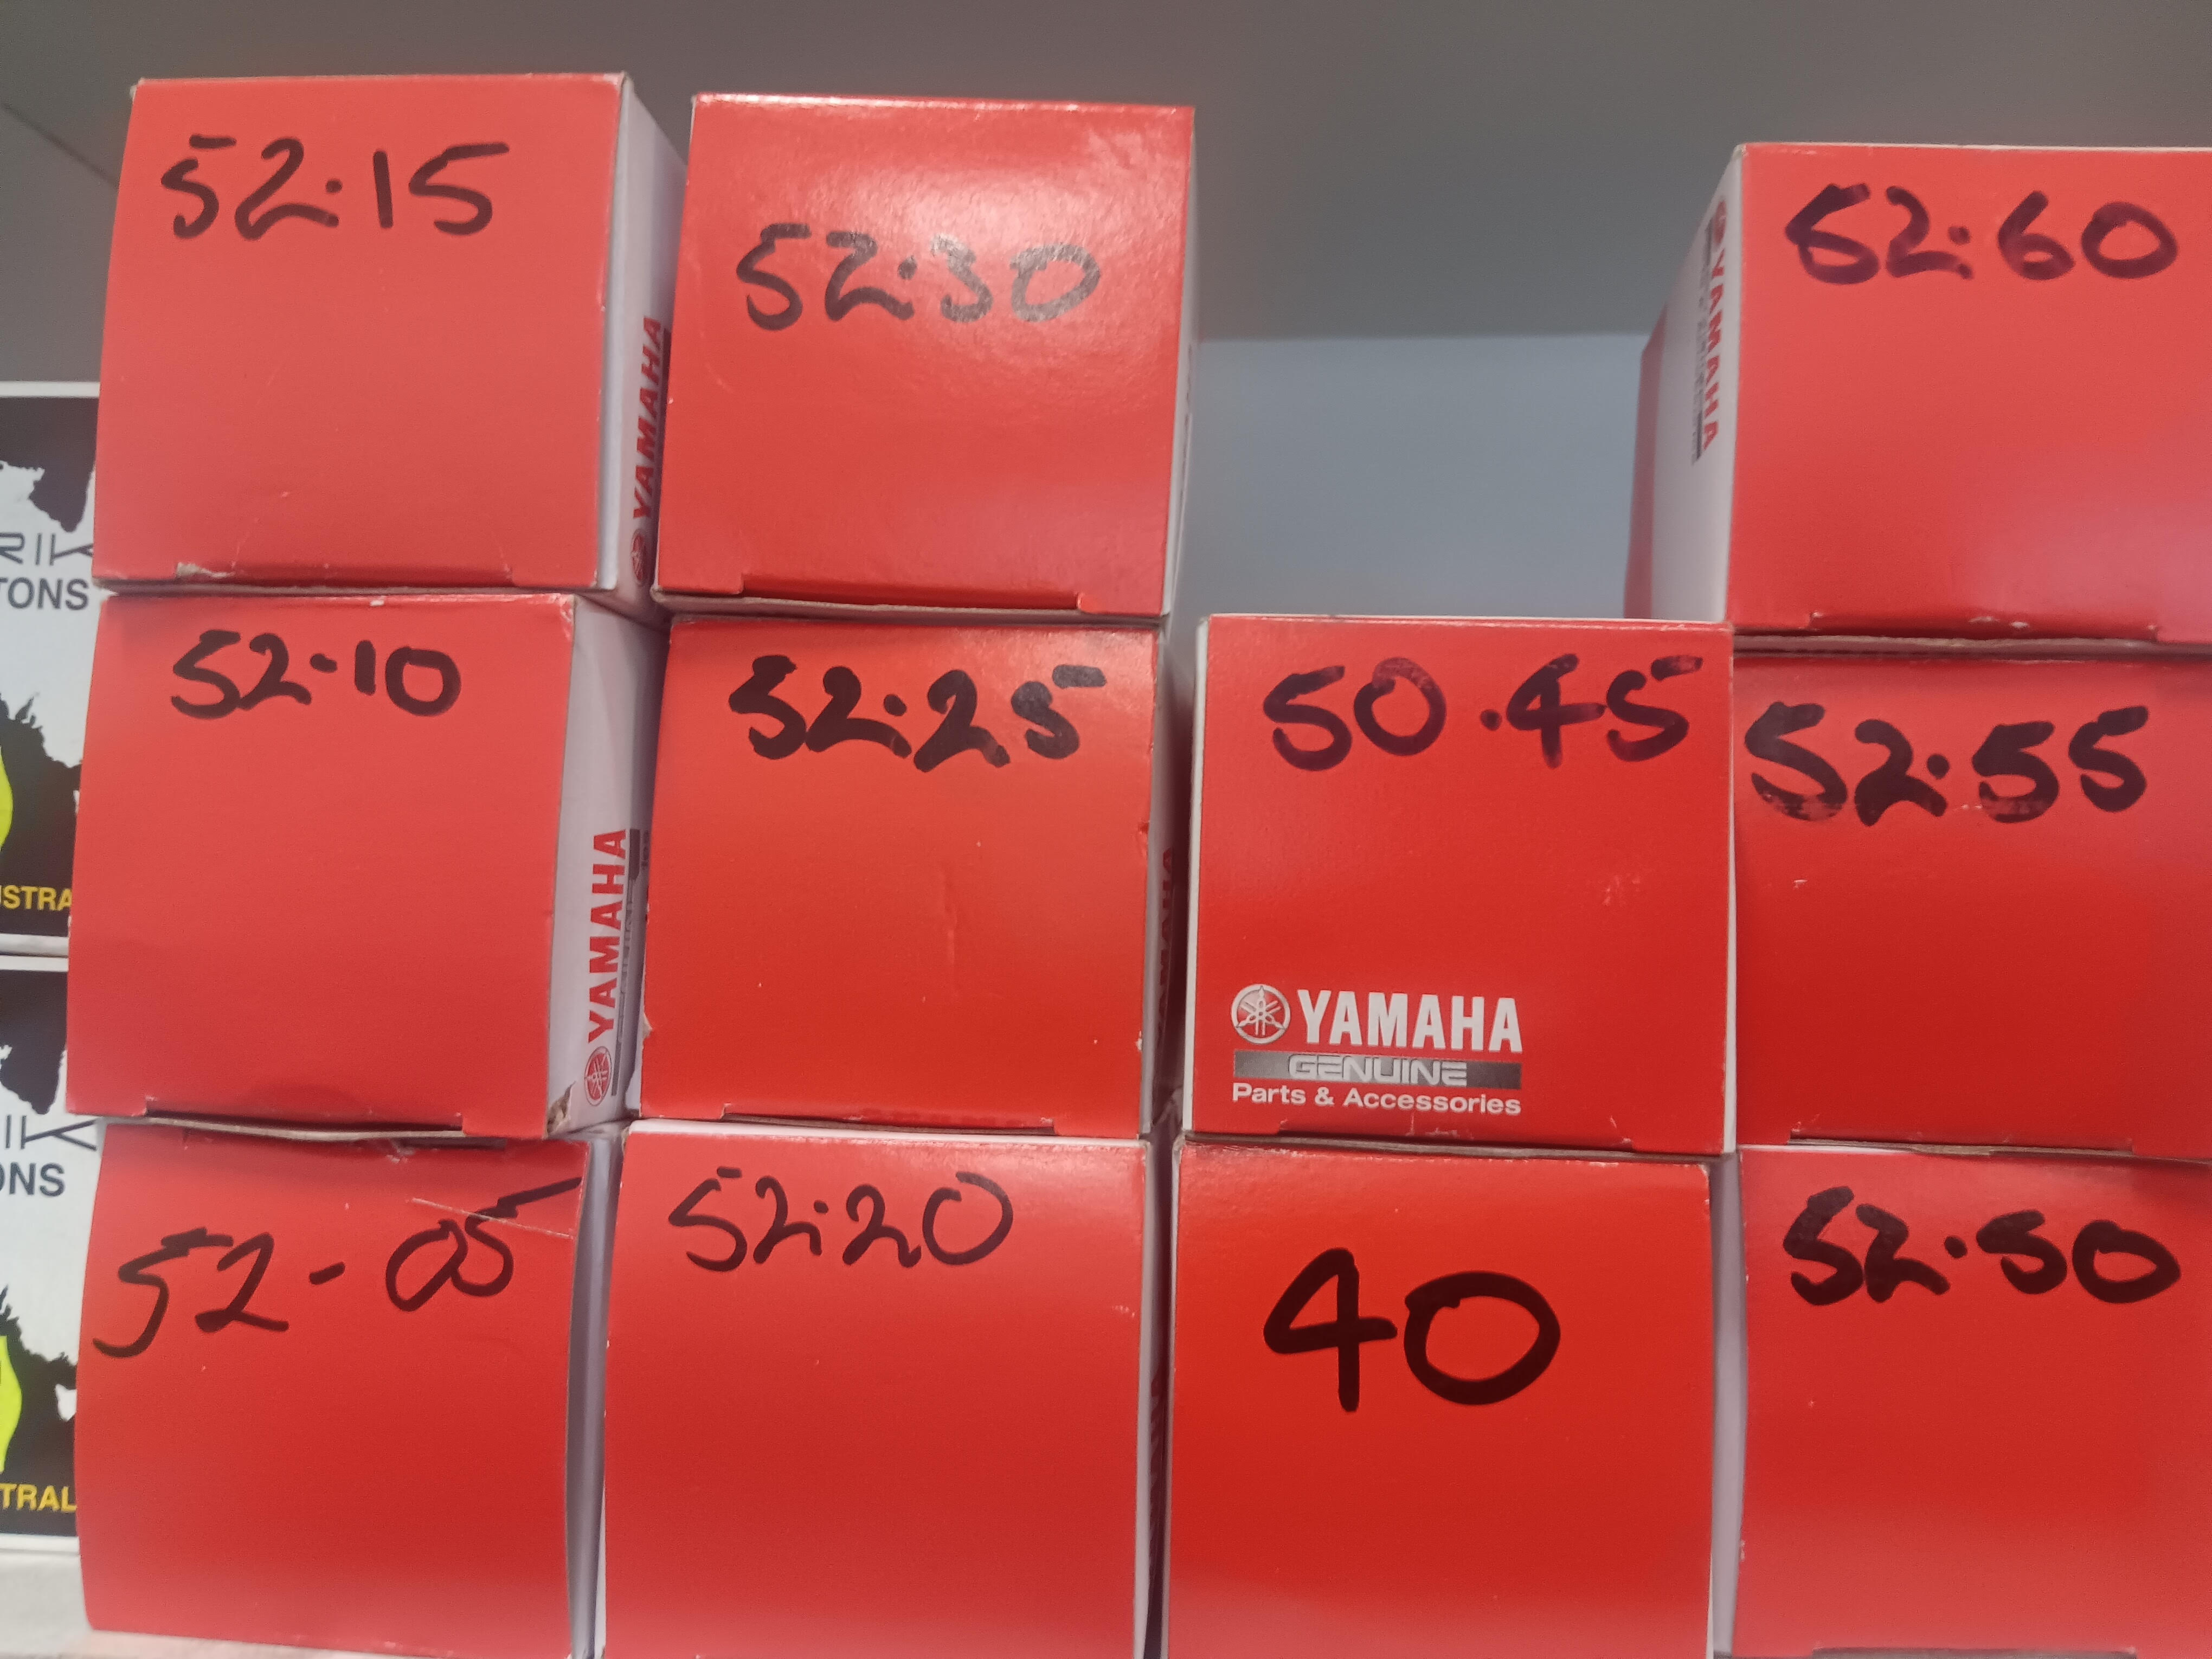 52.15
YAMAHA
52:30
52:60
YAMAHA
TONS
52-10
YAMAHA
52:25
50.45
YAMAHA
GENUINE
Parts & Accessories
52:55
YAMAHA
52-05
52:20
40
52.50